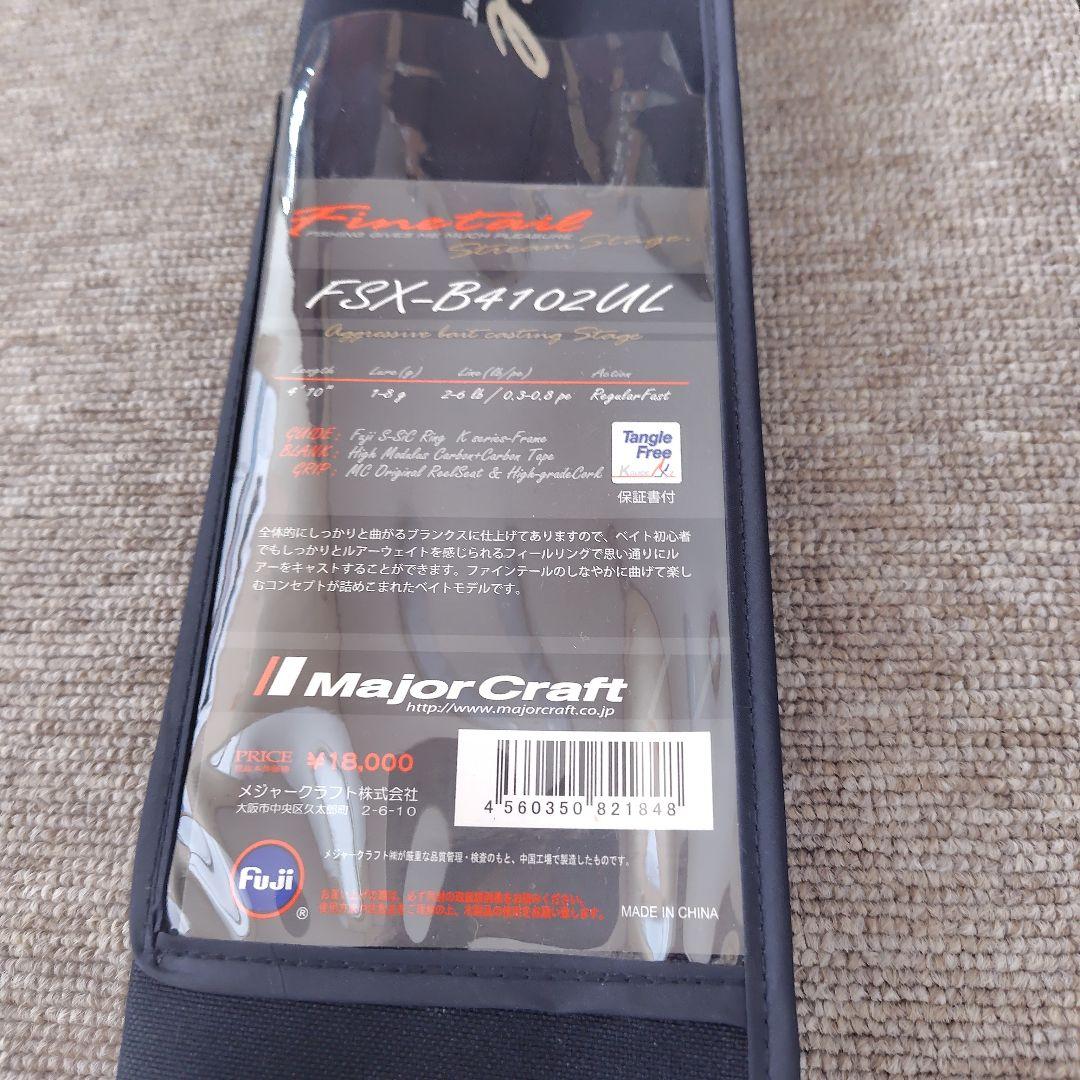 Finetail
FISHING GIVES ME MUCH PLEASURE
Stream Stage.
FSX-B4102UL
Aggressive bait casting Stage
Length Lure(g) Line(lb/pe) Action
4'10" 1-8 g 2-6 lb / 0.3-0.8 pe RegularFast
GUIDE: Fuji S-SiC Ring K series-Frame
BLANK: High Modulas Carbon+Carbon Tape
GRIP: MC Original ReelSeat & High-gradeCork
Tangle
Free
保証書付
全体的にしっかりと曲がるブランクスに仕上げてありますので、ベイト初心者
でもしっかりとルアーウェイトを感じられるフィールリングで思い通りにル
アーをキャストすることができます。ファインテールのしなやかに曲げて楽し
むコンセプトが詰めこまれたベイトモデルです。
Major Craft
http://www.majorcraft.co.jp
PRICE ¥18,000
メジャークラフト株式会社
大阪市中央区久太郎町 2-6-10
4 560350 821848
メジャークラフト㈱が厳重な品質管理・検査のもと、中国工場で製造したものです。
Fuji
®
MADE IN CHINA